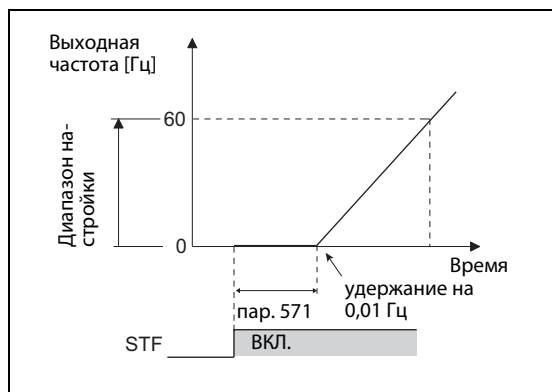 Выходная
частота [Гц]
Диапазон на-
стройки
60
0
Время
удержание на
0,01 Гц
пар. 571
STF
ВКЛ.